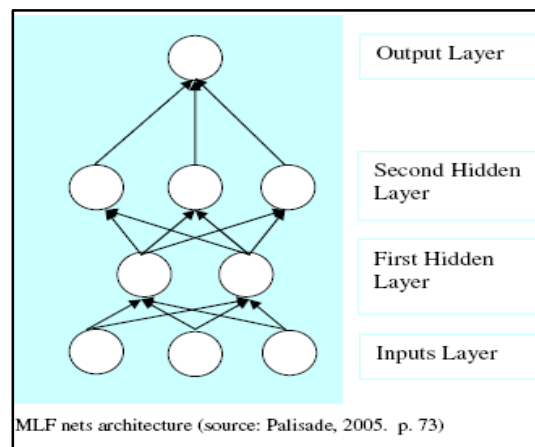 Output Layer
Second Hidden
Layer
First Hidden
Layer
Inputs Layer
MLF nets architecture (source: Palisade, 2005. p. 73)